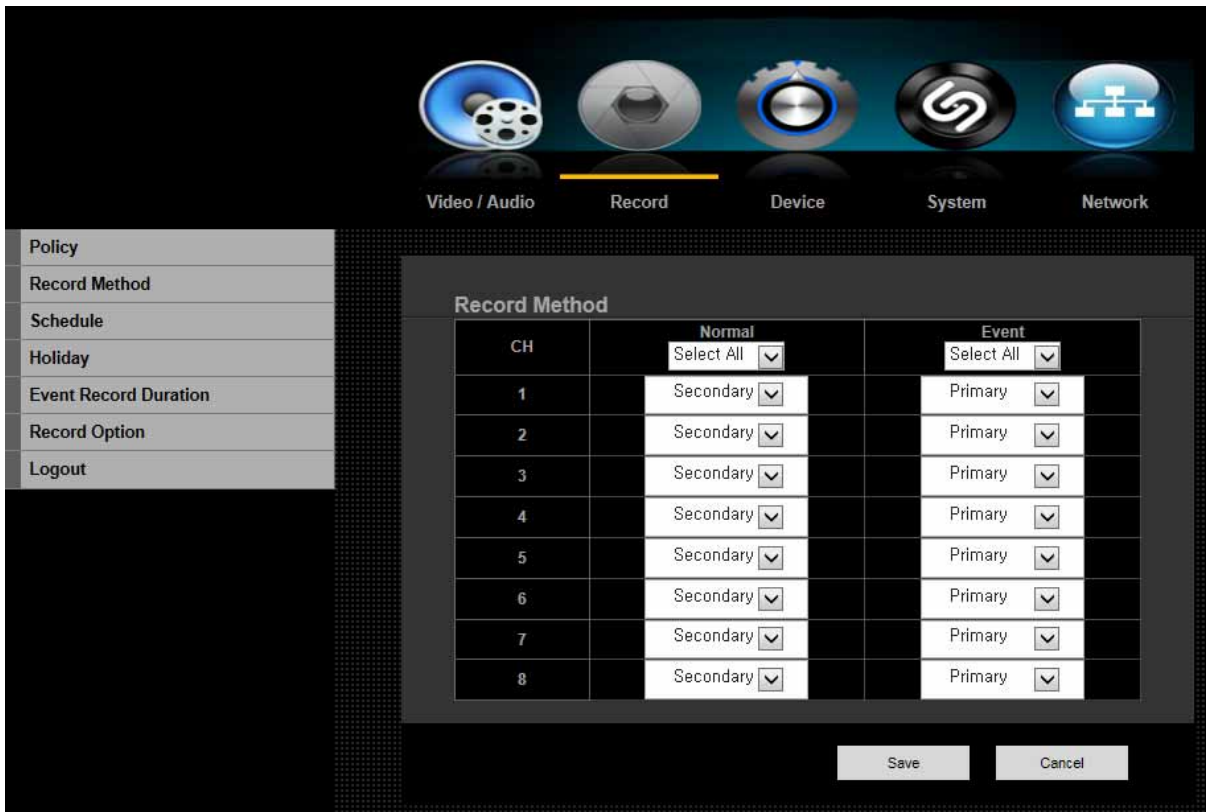 Video / Audio Record Device System Network
Policy
Record Method
Schedule
Holiday
Event Record Duration
Record Option
Logout
Record Method
CH Normal Event
Select All Select All
1 Secondary Primary
2 Secondary Primary
3 Secondary Primary
4 Secondary Primary
5 Secondary Primary
6 Secondary Primary
7 Secondary Primary
8 Secondary Primary
Save Cancel